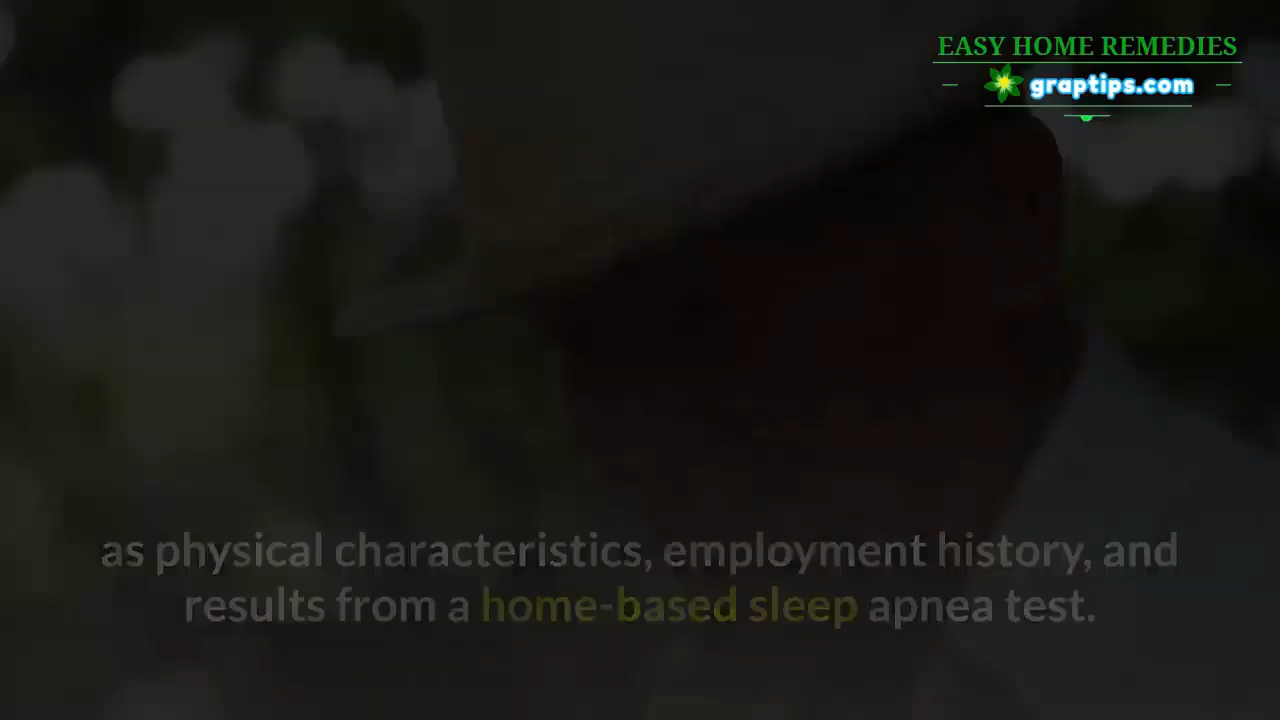 EASY HOME REMEDIES
graptips.com
as physical characteristics, employment history, and
results from a home-based sleep apnea test.